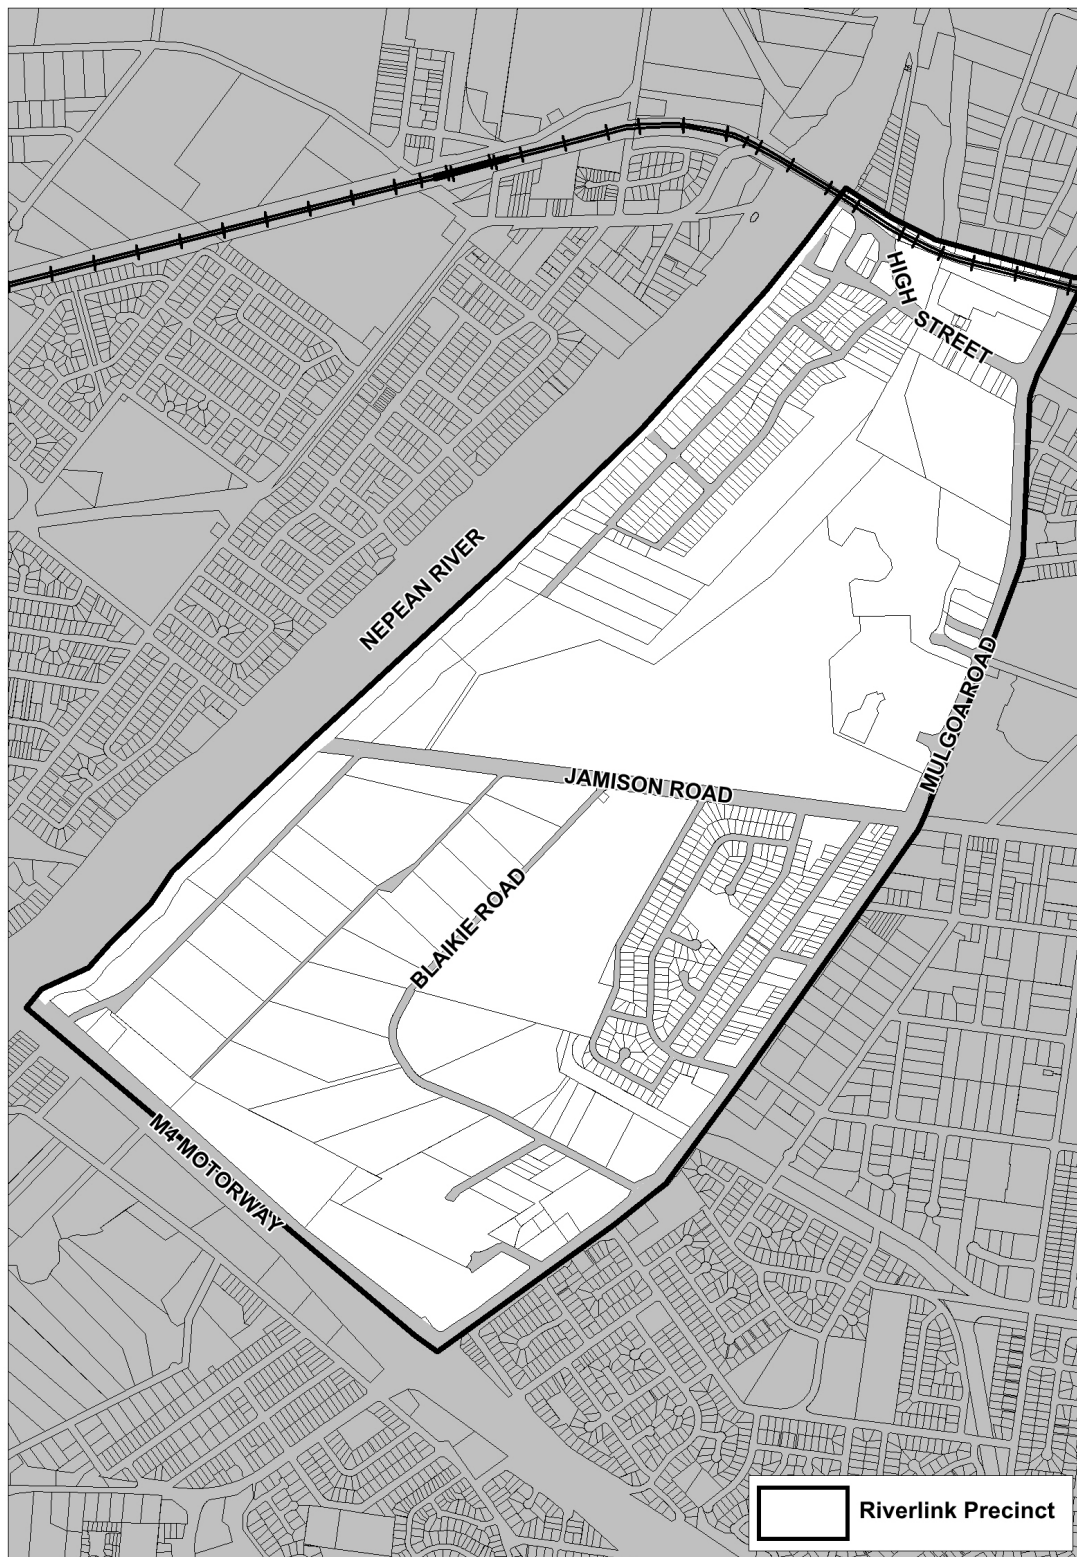 HIGH
STREET
NEPEAN RIVER
MULGOA ROAD
JAMISON ROAD
BLAIKIE ROAD
M4 MOTORWAY
Riverlink Precinct